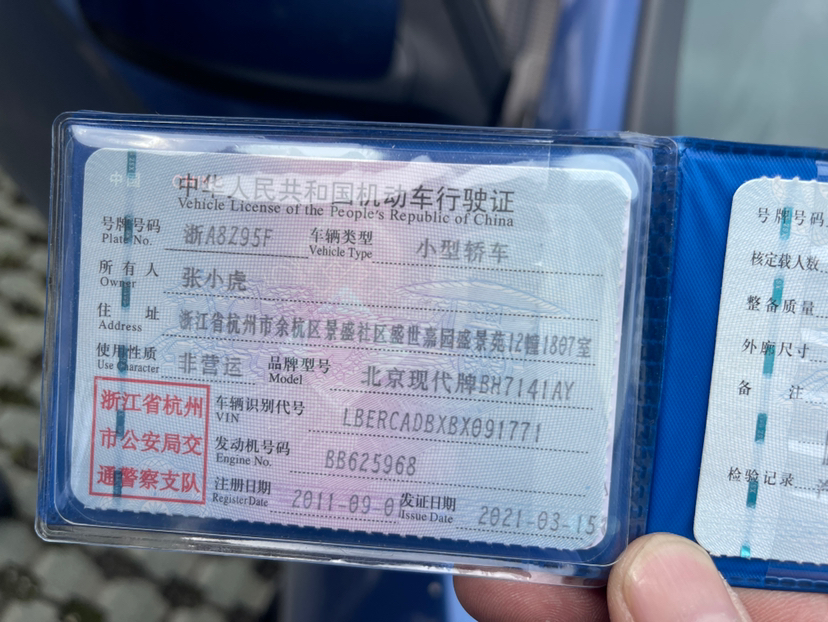 中国
中华人民共和国机动车行驶证
Vehicle License of the People's Republic of China
号牌号码 浙A8Z95F 车辆类型 小型轿车
Plate No. Vehicle Type
所有人 张小虎
Owner
住址 浙江省杭州市余杭区景盛社区盛世嘉园盛景苑12幢1807室
Address
使用性质 非营运 品牌型号 北京现代牌BH7141AY
Use Character Model
浙江省杭州
市公安局交
通警察支队
车辆识别代号 LBERCADBXBX091771
VIN
发动机号码 BB625968
Engine No.
注册日期 2011-09-0 发证日期 2021-03-15
Register Date Issue Date
号牌号码
核定载人数
整备质量
外廓尺寸
备注
检验记录